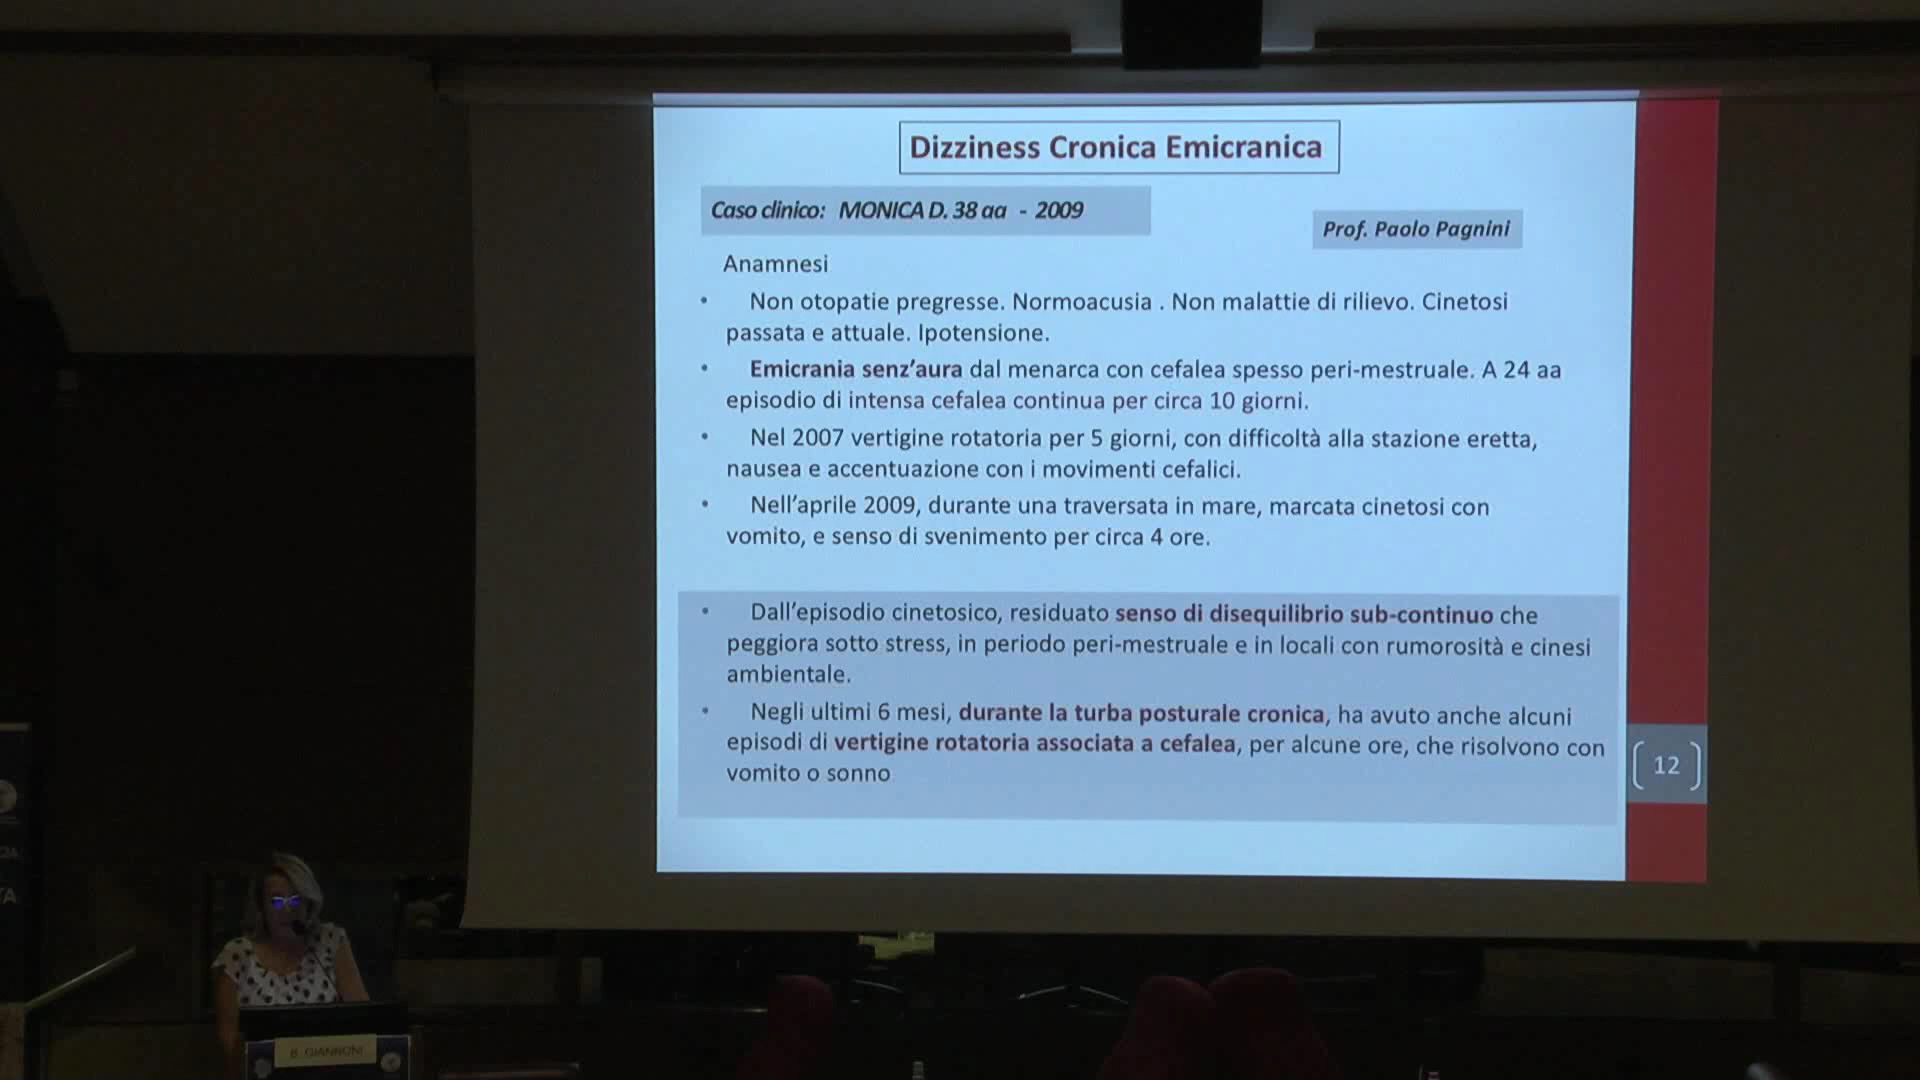 Dizziness Cronica Emicranica
Caso clinico: MONICA D. 38 aa - 2009
Prof. Paolo Pagnini
Anamnesi
• Non otopatie pregresse. Normoacusia . Non malattie di rilievo. Cinetosi
passata e attuale. Ipotensione.
• Emicrania senz’aura dal menarca con cefalea spesso peri-mestruale. A 24 aa
episodio di intensa cefalea continua per circa 10 giorni.
• Nel 2007 vertigine rotatoria per 5 giorni, con difficoltà alla stazione eretta,
nausea e accentuazione con i movimenti cefalici.
• Nell’aprile 2009, durante una traversata in mare, marcata cinetosi con
vomito, e senso di svenimento per circa 4 ore.
• Dall’episodio cinetosico, residuato senso di disequilibrio sub-continuo che
peggiora sotto stress, in periodo peri-mestruale e in locali con rumorosità e cinesi
ambientale.
• Negli ultimi 6 mesi, durante la turba posturale cronica, ha avuto anche alcuni
episodi di vertigine rotatoria associata a cefalea, per alcune ore, che risolvono con
vomito o sonno
12
B. GIANNONI